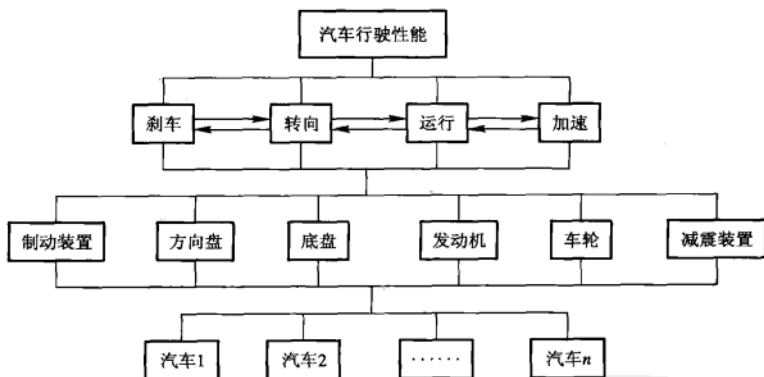 汽车行驶性能
刹车 转向 运行 加速
制动装置 方向盘 底盘 发动机 车轮 减震装置
汽车1 汽车2 …… 汽车n